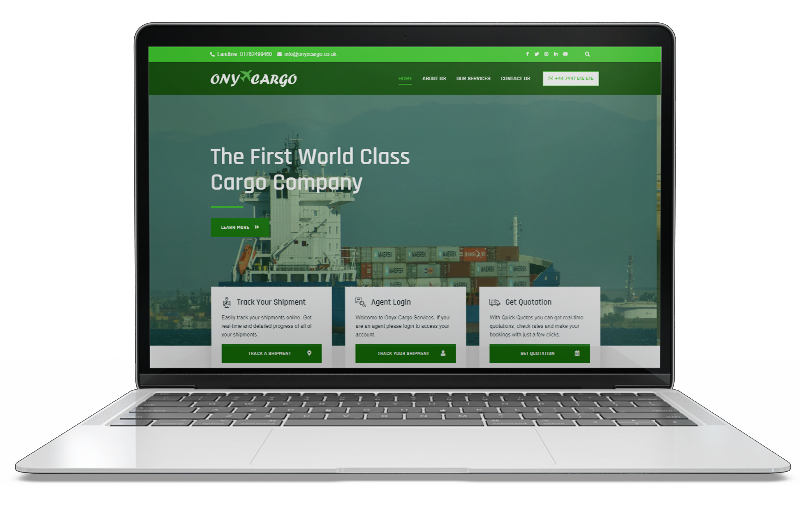 Landline 01782499460 info@onyxcargo.co.uk
ONYXCARGO
HOME ABOUT US OUR SERVICES CONTACT US
The First World Class
Cargo Company
LEARN MORE
Track Your Shipment
Easily track your shipments online. Get
real-time and detailed progress of all of
your shipments.
TRACK A SHIPMENT
Agent Login
Welcome to Onyx Cargo Services. If you
are an agent please login to access your
account.
TRACK YOUR SHIPMENT
Get Quotation
With Quick Quotes you can get real time
quotations, check rates and make your
bookings with just a few clicks.
GET QUOTATION